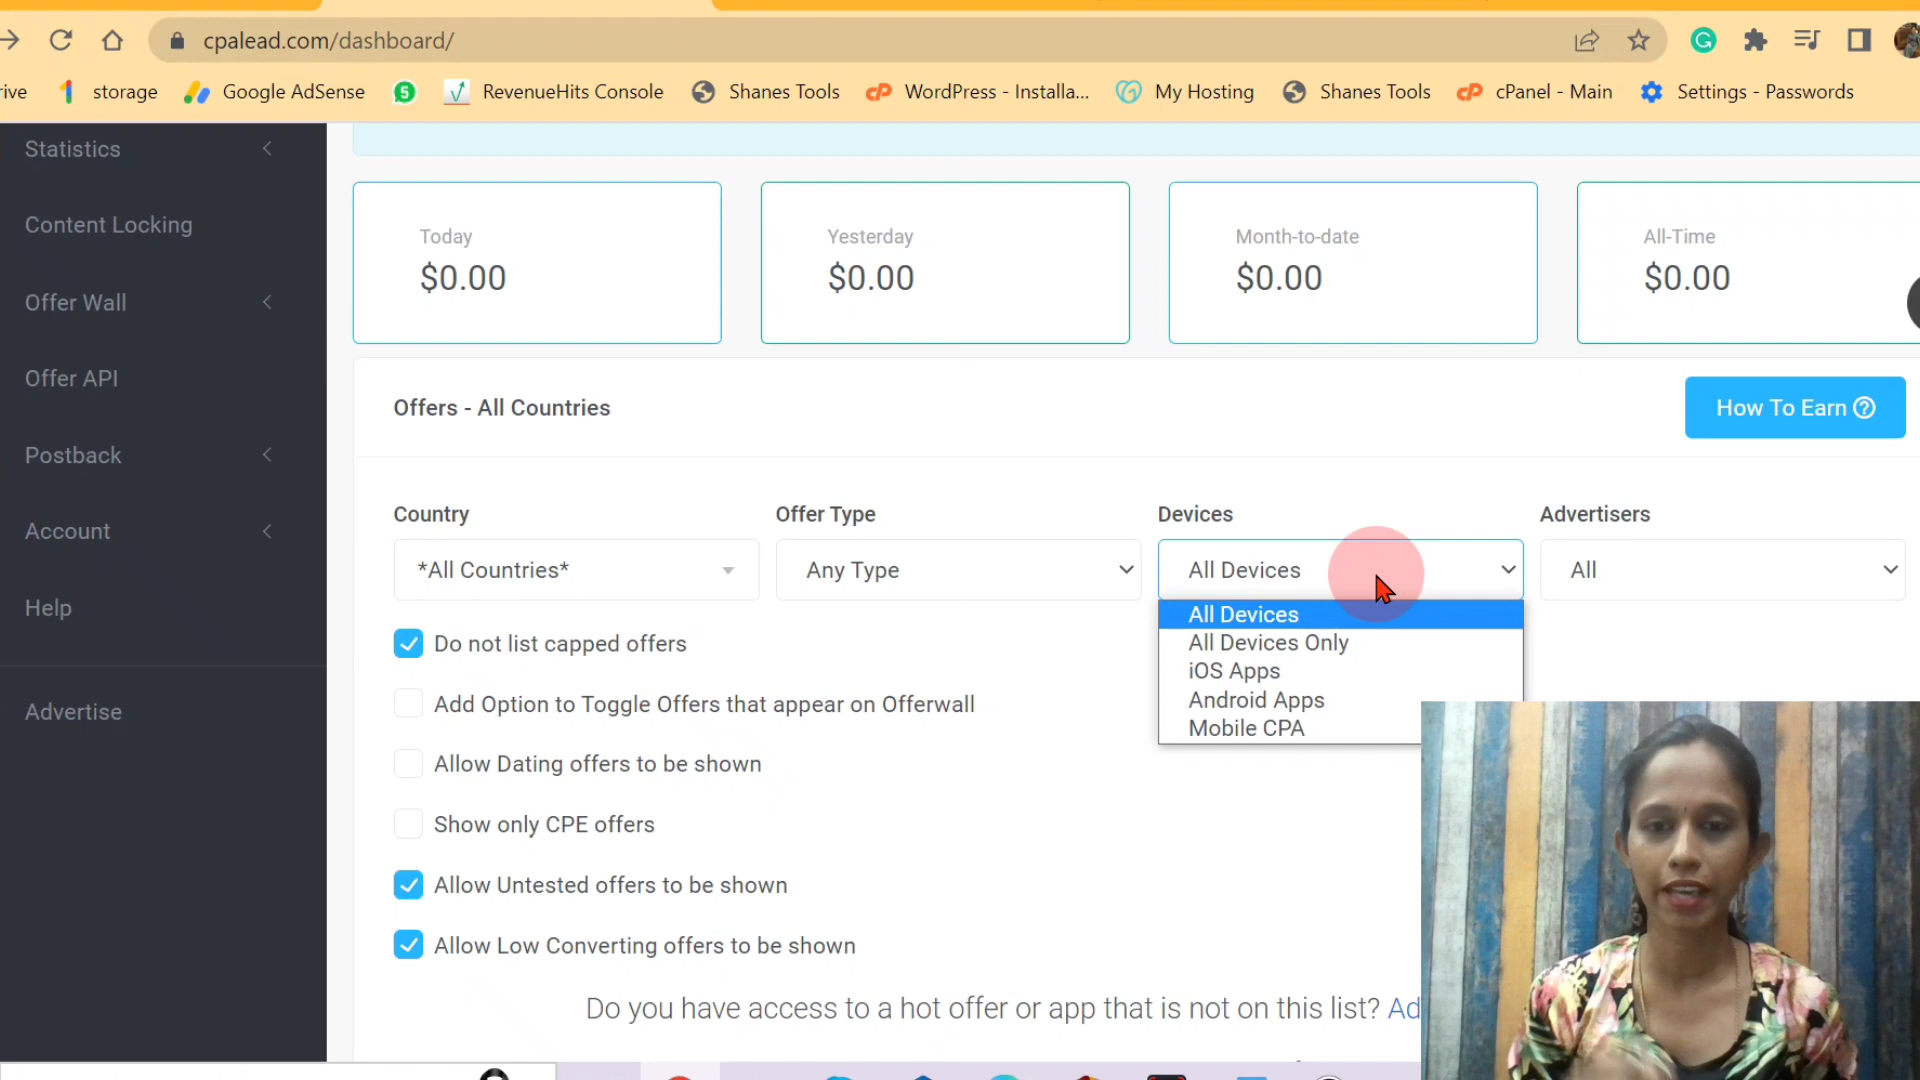 cpalead.com/dashboard/
rive
storage
Google AdSense
5
RevenueHits Console
Shanes Tools
cP
WordPress - Installa...
My Hosting
Shanes Tools
cP
cPanel - Main
Settings - Passwords
Statistics
Content Locking
Offer Wall
Offer API
Postback
Account
Help
Advertise
Today
$0.00
Yesterday
$0.00
Month-to-date
$0.00
All-Time
$0.00
Offers - All Countries
How To Earn
Country
*All Countries*
Offer Type
Any Type
Devices
All Devices
All Devices
All Devices Only
iOS Apps
Android Apps
Mobile CPA
Advertisers
All
Do not list capped offers
Add Option to Toggle Offers that appear on Offerwall
Allow Dating offers to be shown
Show only CPE offers
Allow Untested offers to be shown
Allow Low Converting offers to be shown
Do you have access to a hot offer or app that is not on this list? Ad